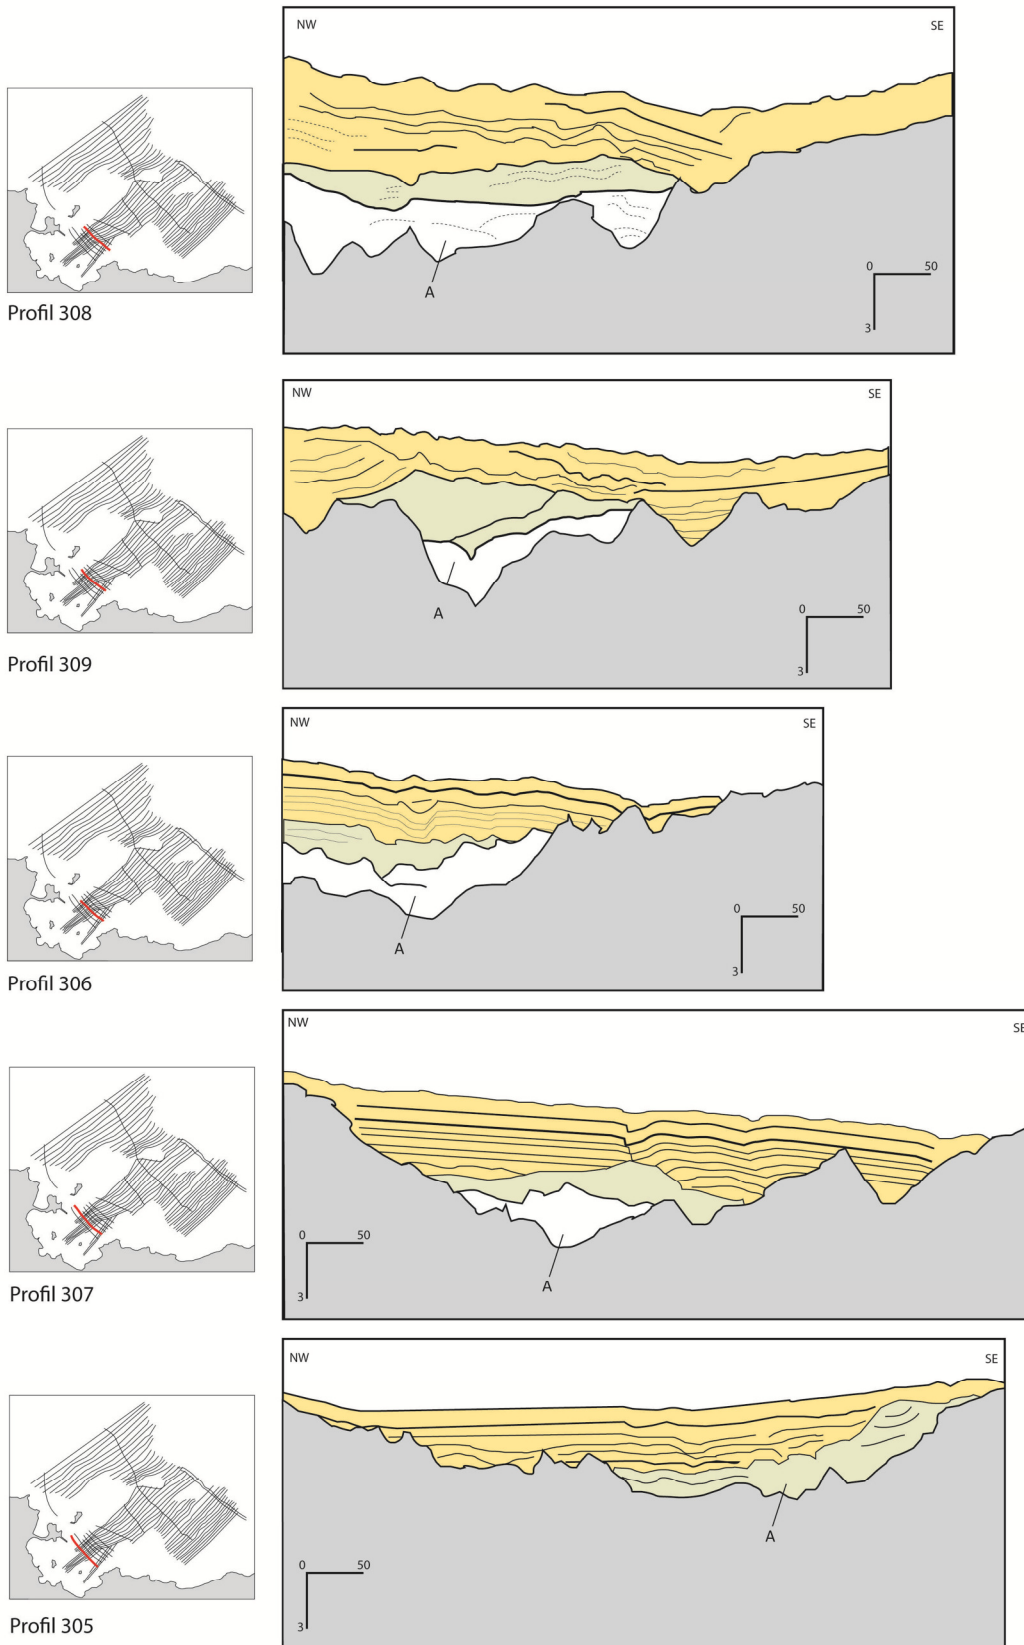 NW SE
A
0 50
3
Profil 308
NW SE
A
0 50
3
Profil 309
NW SE
0 50
A
3
Profil 306
NW SE
0 50
A
3
Profil 307
NW SE
A
0 50
3
Profil 305